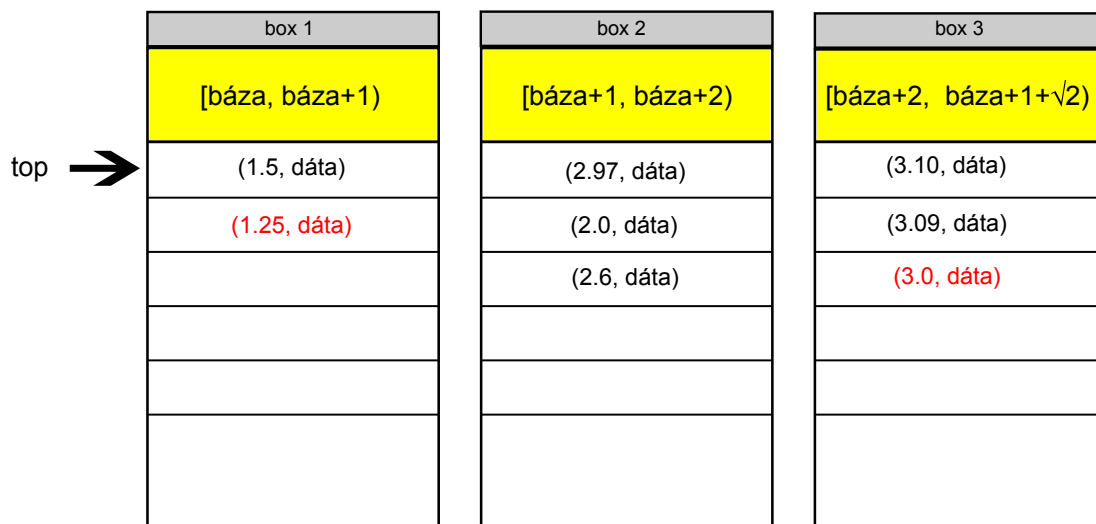 box 1 box 2 box 3
[báza, báza+1) [báza+1, báza+2) [báza+2, báza+1+√2)
top (1.5, dáta) (2.97, dáta) (3.10, dáta)
(1.25, dáta) (2.0, dáta) (3.09, dáta)
(2.6, dáta) (3.0, dáta)